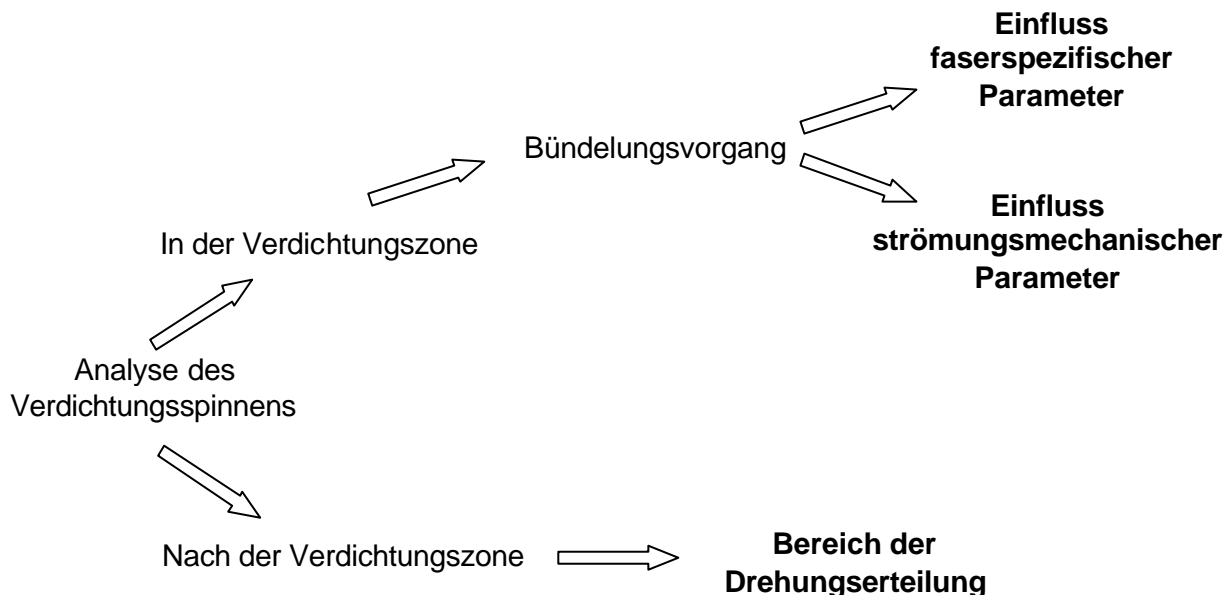 Einfluss
faserspezifischer
Parameter
Bündelungsvorgang
Einfluss
strömungsmechanischer
Parameter
In der Verdichtungszone
Analyse des
Verdichtungsspinnens
Nach der Verdichtungszone
Bereich der
Drehungserteilung